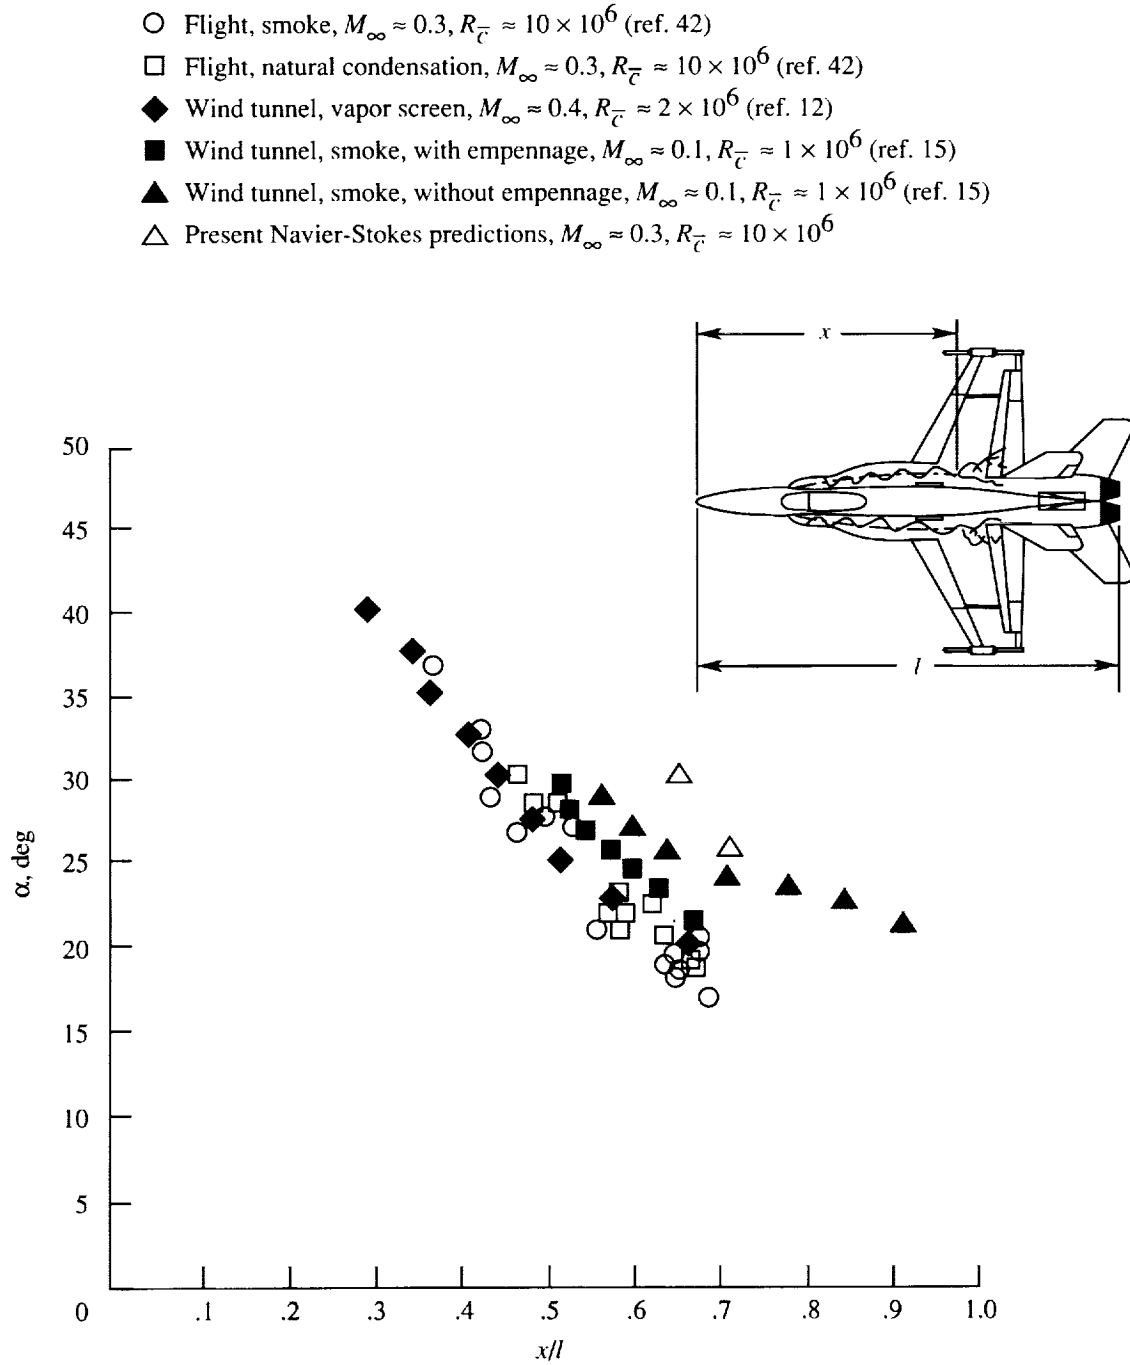 Flight, smoke, M∞ ≈ 0.3, R_c̅ ≈ 10 × 10⁶ (ref. 42)
Flight, natural condensation, M∞ ≈ 0.3, R_c̅ ≈ 10 × 10⁶ (ref. 42)
Wind tunnel, vapor screen, M∞ ≈ 0.4, R_c̅ ≈ 2 × 10⁶ (ref. 12)
Wind tunnel, smoke, with empennage, M∞ ≈ 0.1, R_c̅ ≈ 1 × 10⁶ (ref. 15)
Wind tunnel, smoke, without empennage, M∞ ≈ 0.1, R_c̅ ≈ 1 × 10⁶ (ref. 15)
Present Navier-Stokes predictions, M∞ ≈ 0.3, R_c̅ ≈ 10 × 10⁶
x
l
50
45
40
35
30
25
20
15
10
5
α, deg
0 .1 .2 .3 .4 .5 .6 .7 .8 .9 1.0
x/l